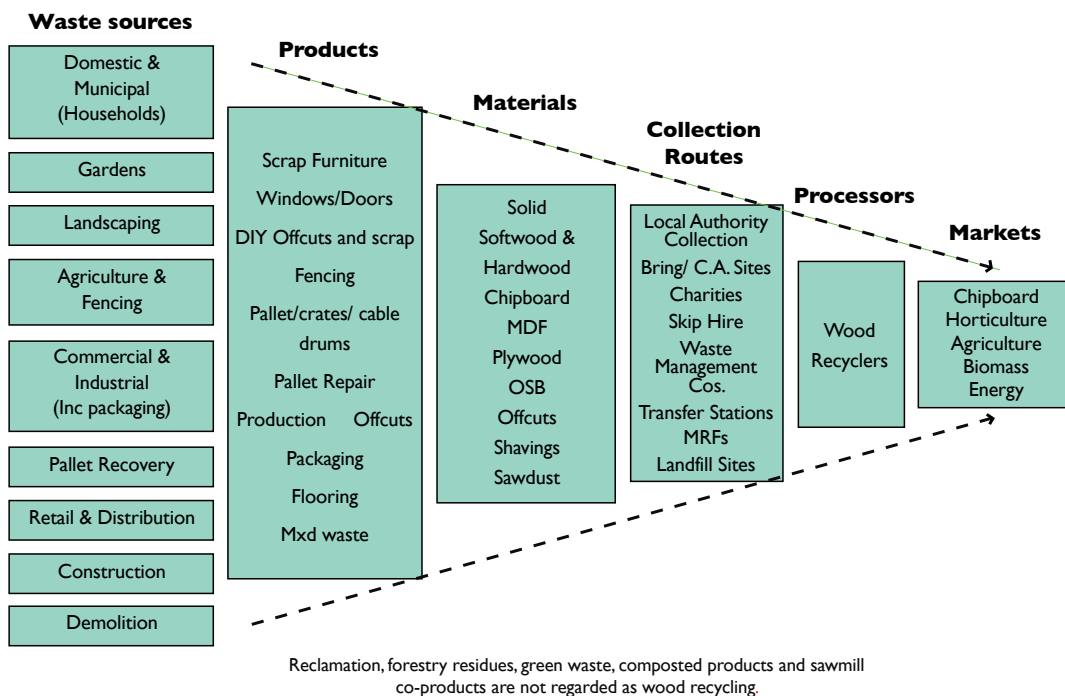 Waste sources
Domestic &
Municipal
(Households)
Gardens
Landscaping
Agriculture &
Fencing
Commercial &
Industrial
(Inc packaging)
Pallet Recovery
Retail & Distribution
Construction
Demolition
Products
Scrap Furniture
Windows/Doors
DIY Offcuts and scrap
Fencing
Pallet/crates/ cable
drums
Pallet Repair
Production Offcuts
Packaging
Flooring
Mxd waste
Materials
Solid
Softwood &
Hardwood
Chipboard
MDF
Plywood
OSB
Offcuts
Shavings
Sawdust
Collection
Routes
Local Authority
Collection
Bring/ C.A. Sites
Charities
Skip Hire
Waste
Management
Cos.
Transfer Stations
MRFs
Landfill Sites
Processors
Wood
Recyclers
Markets
Chipboard
Horticulture
Agriculture
Biomass
Energy
Reclamation, forestry residues, green waste, composted products and sawmill
co-products are not regarded as wood recycling.